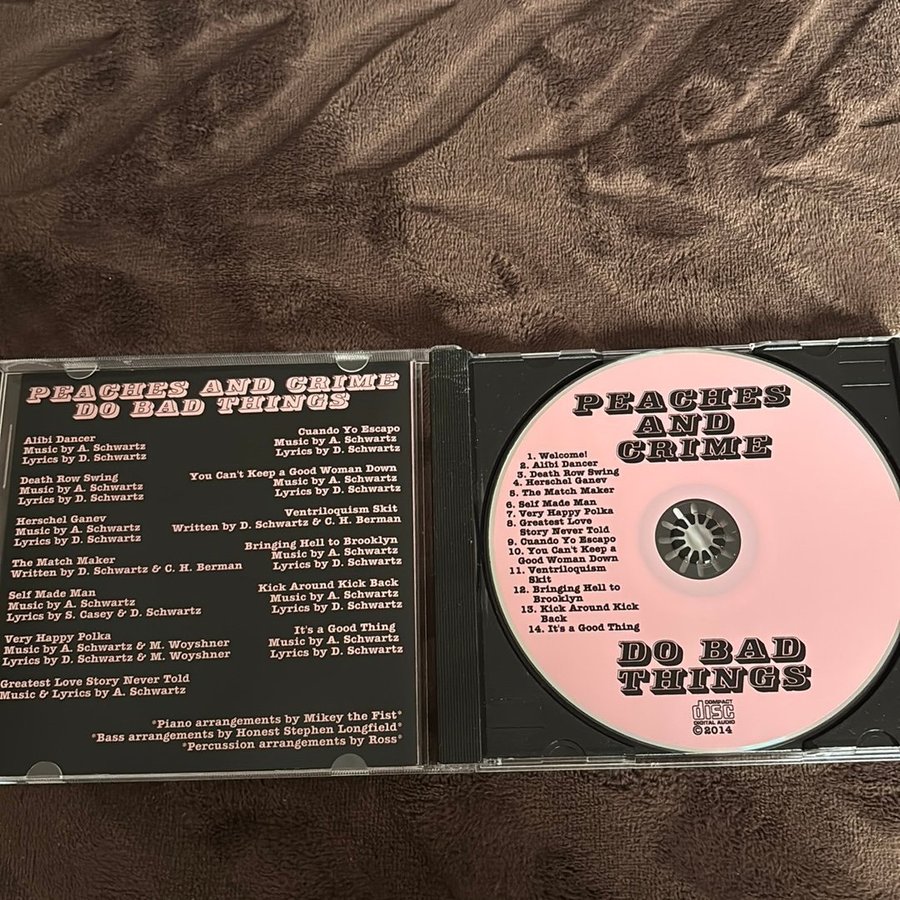 PEACHES AND CRIME
DO BAD THINGS
Alibi Dancer
Music by A. Schwartz
Lyrics by D. Schwartz
Death Row Swing
Music by A. Schwartz
Lyrics by D. Schwartz
Herschel Ganev
Music by A. Schwartz
Lyrics by D. Schwartz
The Match Maker
Written by D. Schwartz & C. H. Berman
Self Made Man
Music by A. Schwartz
Lyrics by S. Casey & D. Schwartz
Very Happy Polka
Music by A. Schwartz & M. Woyshner
Lyrics by D. Schwartz & M. Woyshner
Greatest Love Story Never Told
Music & Lyrics by A. Schwartz
Cuando Yo Escapo
Music by A. Schwartz
Lyrics by D. Schwartz
You Can't Keep a Good Woman Down
Music by A. Schwartz
Lyrics by D. Schwartz
Ventriloquism Skit
Written by D. Schwartz & C. H. Berman
Bringing Hell to Brooklyn
Music by A. Schwartz
Lyrics by D. Schwartz
Kick Around Kick Back
Music by A. Schwartz
Lyrics by D. Schwartz
It's a Good Thing
Music by A. Schwartz
Lyrics by D. Schwartz
*Piano arrangements by Mikey the Fist*
*Bass arrangements by Honest Stephen Longfield*
*Percussion arrangements by Ross*
PEACHES
AND
CRIME
1. Welcome!
2. Alibi Dancer
3. Death Row Swing
4. Herschel Ganev
5. The Match Maker
6. Self Made Man
7. Very Happy Polka
8. Greatest Love
Story Never Told
9. Cuando Yo Escapo
10. You Can't Keep a
Good Woman Down
11. Ventriloquism
Skit
12. Bringing Hell to
Brooklyn
13. Kick Around Kick
Back
14. It's a Good Thing
DO BAD
THINGS
COMPACT
disc
DIGITAL AUDIO
©2014